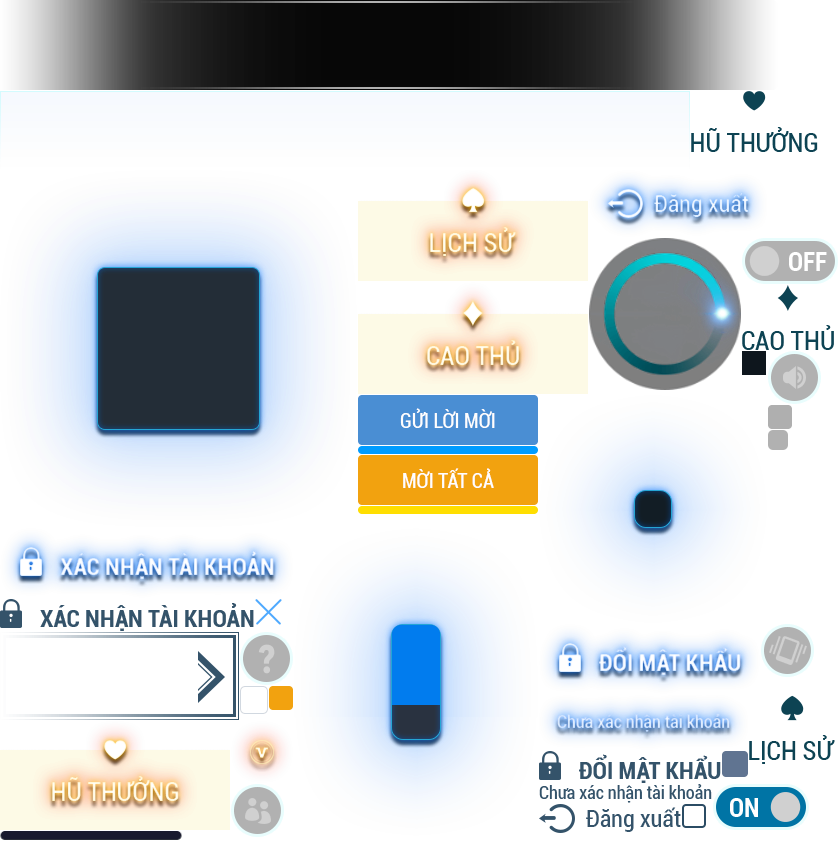 HŨ THƯỞNG
Đăng xuất
LỊCH SỬ
OFF
CAO THỦ
CAO THỦ
GỬI LỜI MỜI
MỜI TẤT CẢ
XÁC NHẬN TÀI KHOẢN
XÁC NHẬN TÀI KHOẢN
?
ĐỔI MẬT KHẨU
Chưa xác nhận tài khoản
LỊCH SỬ
V
HŨ THƯỞNG
ĐỔI MẬT KHẨU
Chưa xác nhận tài khoản
Đăng xuất
ON